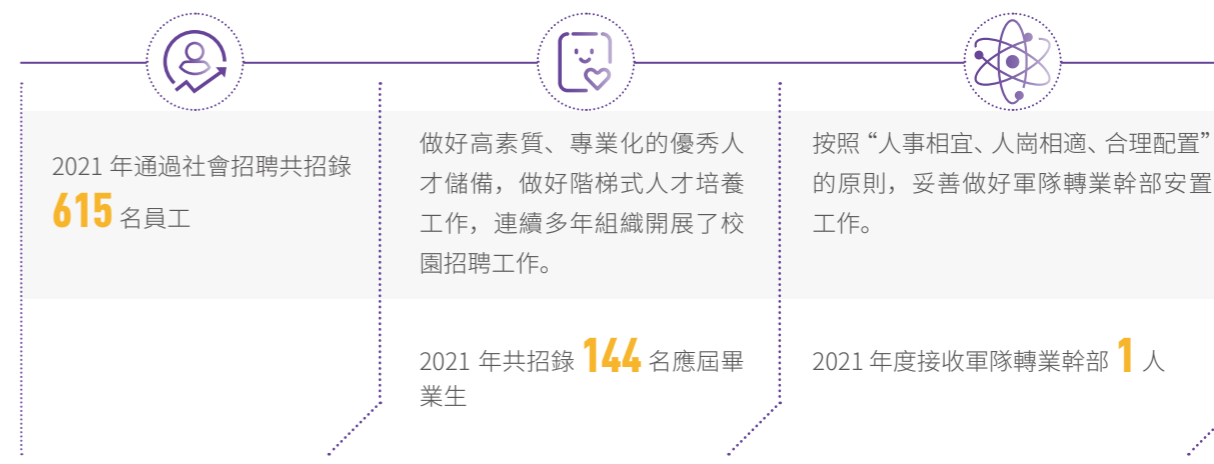 2021 年通過社會招聘共招錄
615 名員工
做好高素質、專業化的優秀人
才儲備，做好階梯式人才培養
工作，連續多年組織開展了校
園招聘工作。
2021 年共招錄 144 名應屆畢
業生
按照“人事相宜、人崗相適、合理配置”
的原則，妥善做好軍隊轉業幹部安置
工作。
2021 年度接收軍隊轉業幹部 1 人